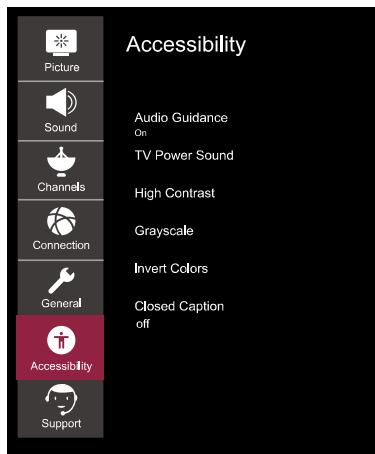 Picture
Sound
Channels
Connection
General
Accessibility
Support
Accessibility
Audio Guidance
On
TV Power Sound
High Contrast
Grayscale
Invert Colors
Closed Caption
off